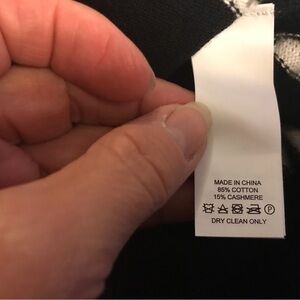 MADE IN CHINA
85% COTTON
15% CASHMERE
P
DRY CLEAN ONLY